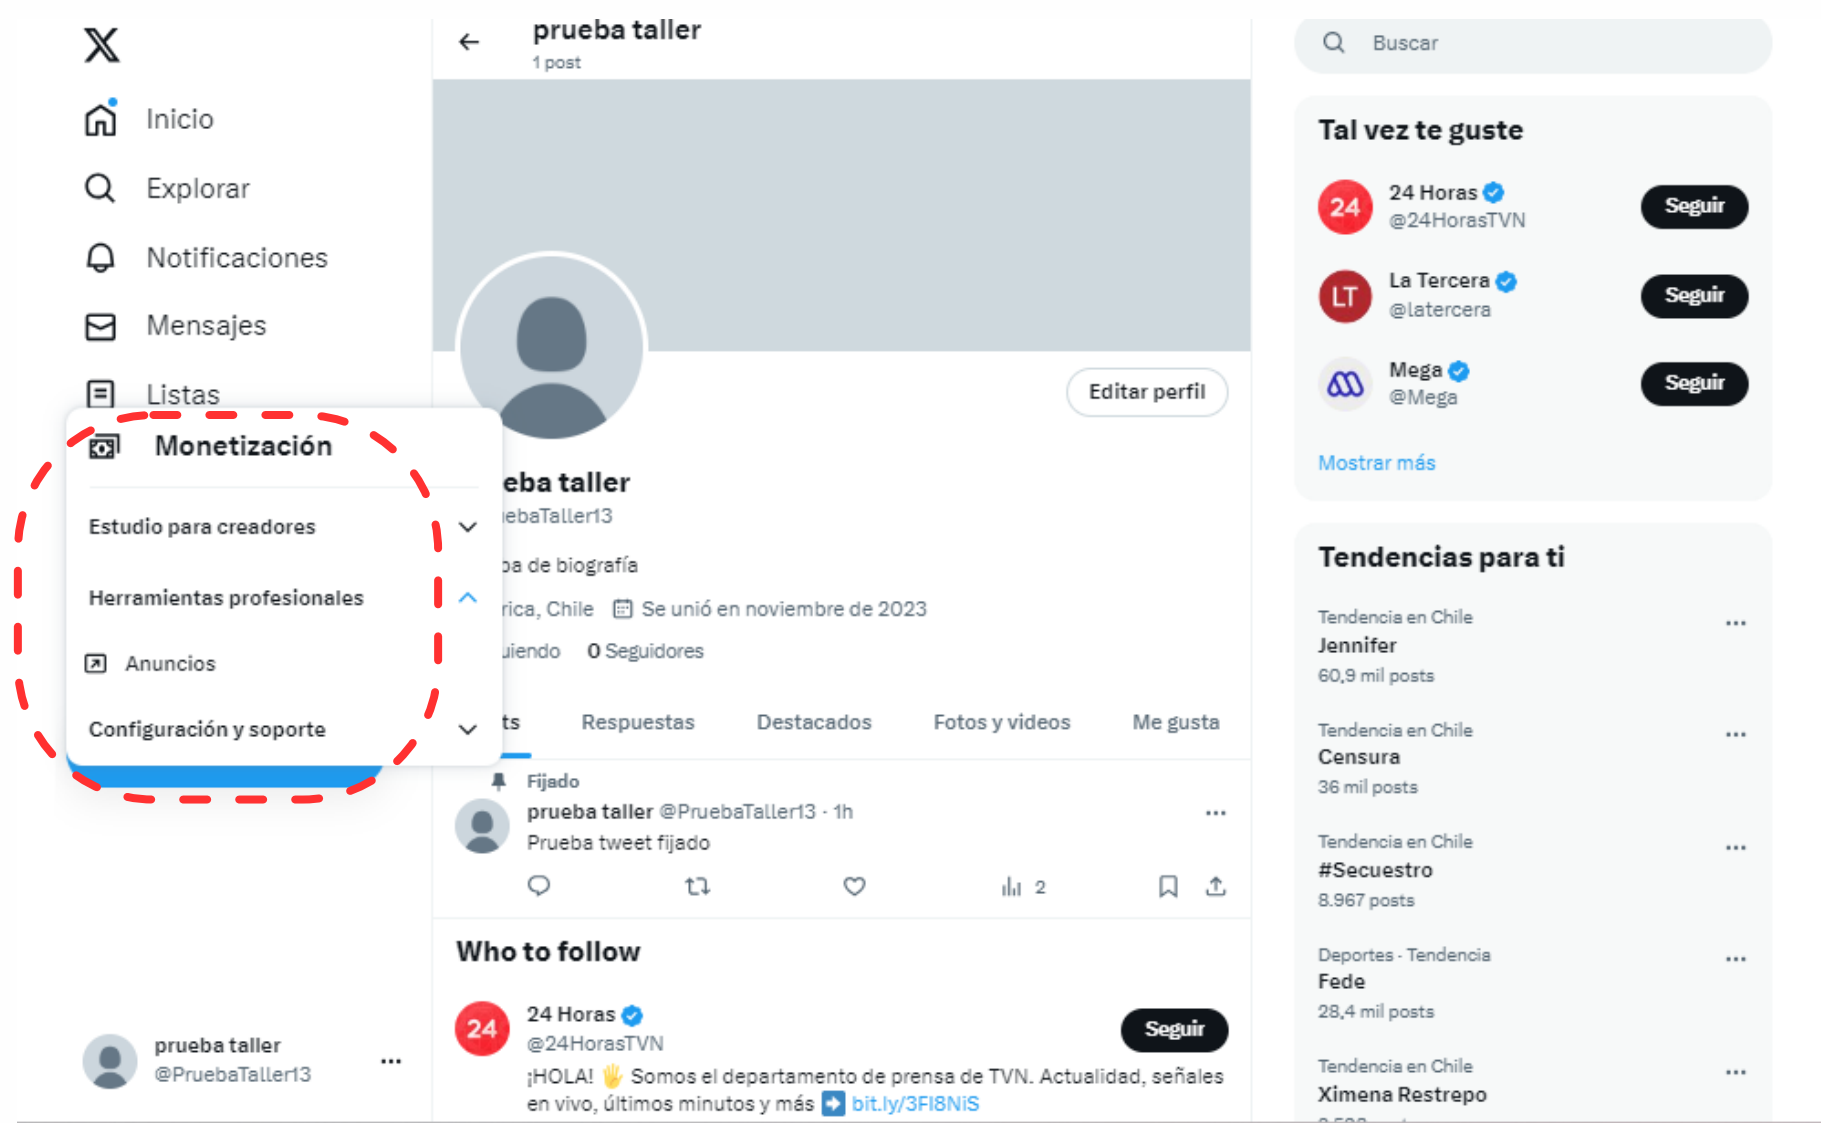 Inicio
Explorar
Notificaciones
Mensajes
Listas
Monetización
Estudio para creadores
Herramientas profesionales
Anuncios
Configuración y soporte
prueba taller
@PruebaTaller13
prueba taller
1 post
Editar perfil
eba taller
ebaTaller13
ba de biografía
rica, Chile Se unió en noviembre de 2023
uiendo 0 Seguidores
ts Respuestas Destacados Fotos y videos Me gusta
Fijado
prueba taller @PruebaTaller13 · 1h
Prueba tweet fijado
2
Who to follow
24
24 Horas
@24HorasTVN
Seguir
¡HOLA! 🖐 Somos el departamento de prensa de TVN. Actualidad, señales
en vivo, últimos minutos y más ➡ bit.ly/3FI8NiS
Buscar
Tal vez te guste
24
24 Horas
@24HorasTVN
Seguir
LT
La Tercera
@latercera
Seguir
Mega
@Mega
Seguir
Mostrar más
Tendencias para ti
Tendencia en Chile
Jennifer
60,9 mil posts
Tendencia en Chile
Censura
36 mil posts
Tendencia en Chile
#Secuestro
8.967 posts
Deportes · Tendencia
Fede
28,4 mil posts
Tendencia en Chile
Ximena Restrepo